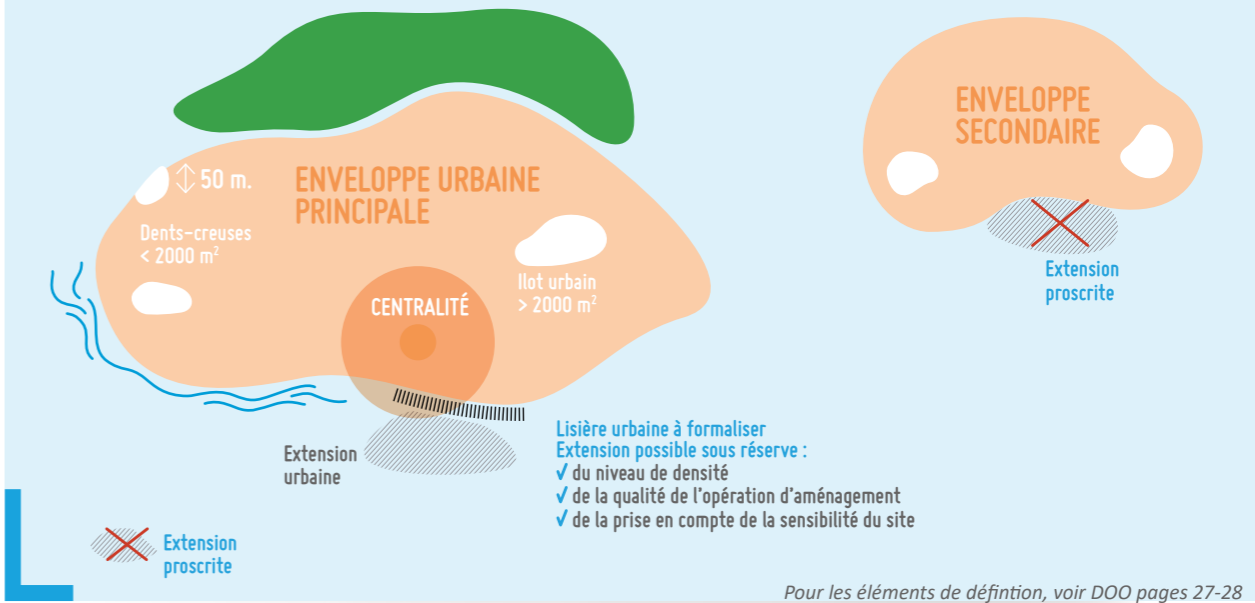 ENVELOPPE URBAINE
PRINCIPALE
50 m.
Dents-creuses
< 2000 m²
Ilot urbain
> 2000 m²
CENTRALITÉ
ENVELOPPE
SECONDAIRE
Extension
proscrite
Extension
urbaine
Lisière urbaine à formaliser
Extension possible sous réserve :
✓ du niveau de densité
✓ de la qualité de l'opération d'aménagement
✓ de la prise en compte de la sensibilité du site
Extension
proscrite
Pour les éléments de défintion, voir DOO pages 27-28